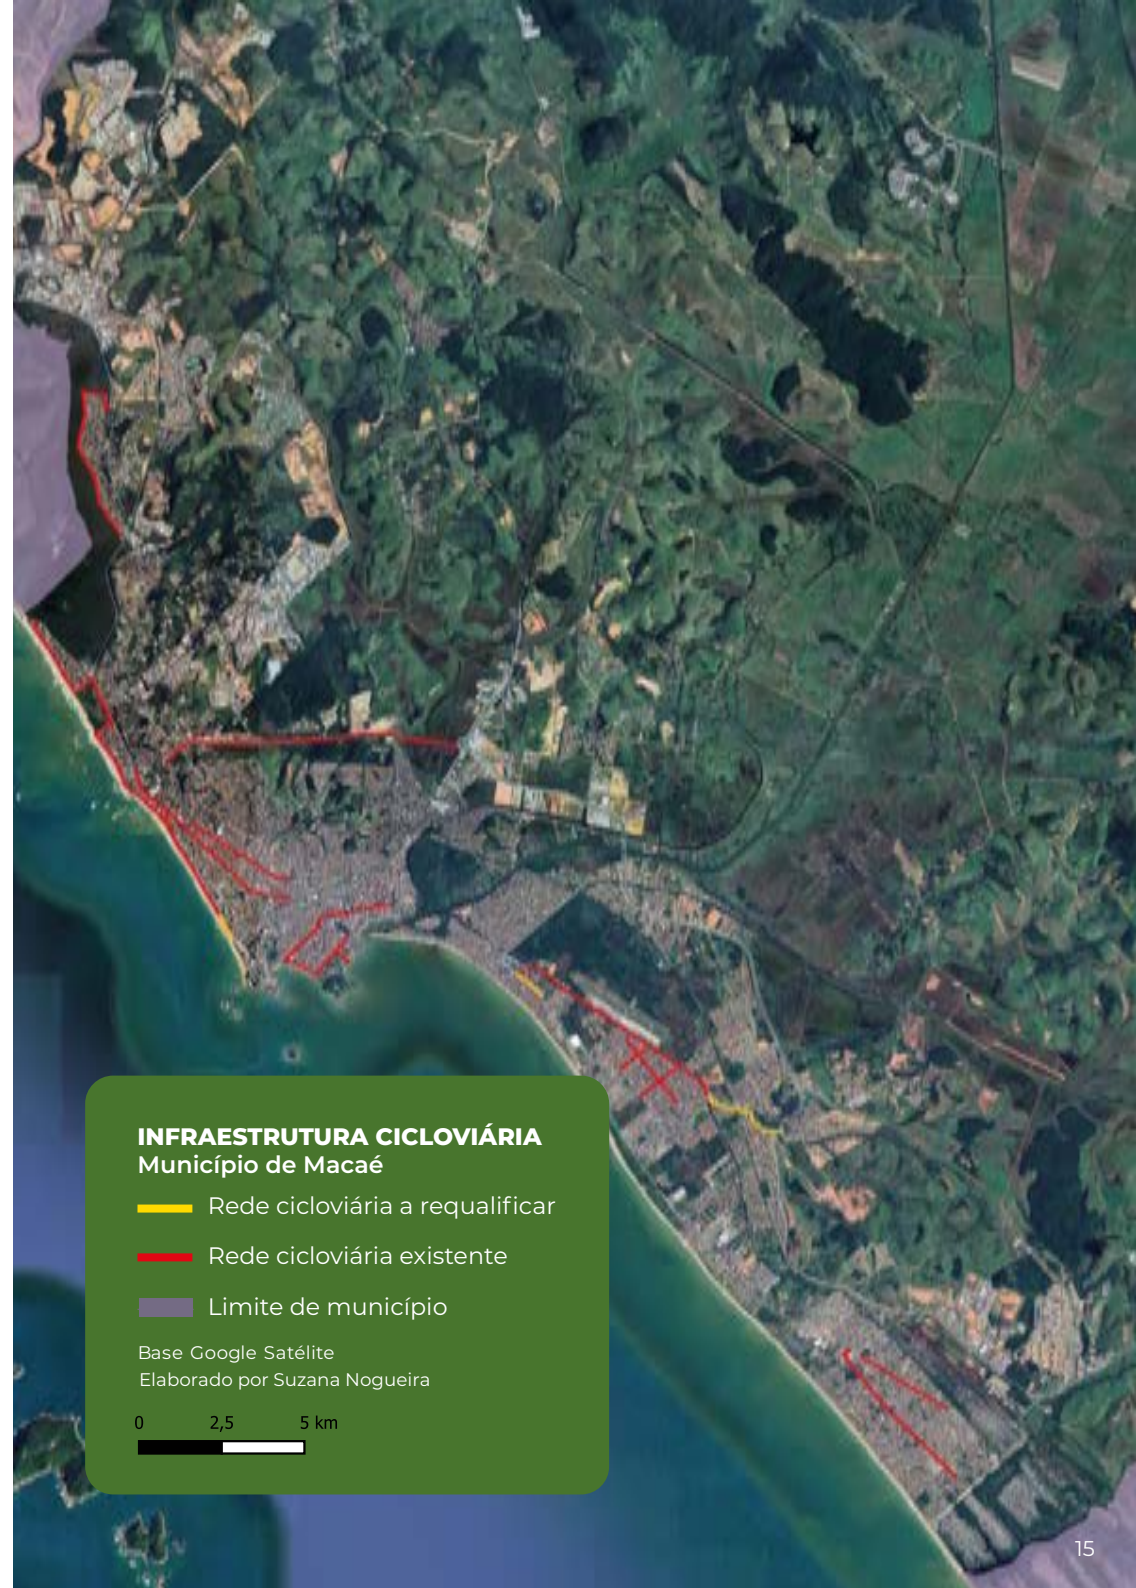 INFRAESTRUTURA CICLOVIÁRIA
Município de Macaé
Rede cicloviária a requalificar
Rede cicloviária existente
Limite de município
Base Google Satélite
Elaborado por Suzana Nogueira
0 2,5 5 km
15